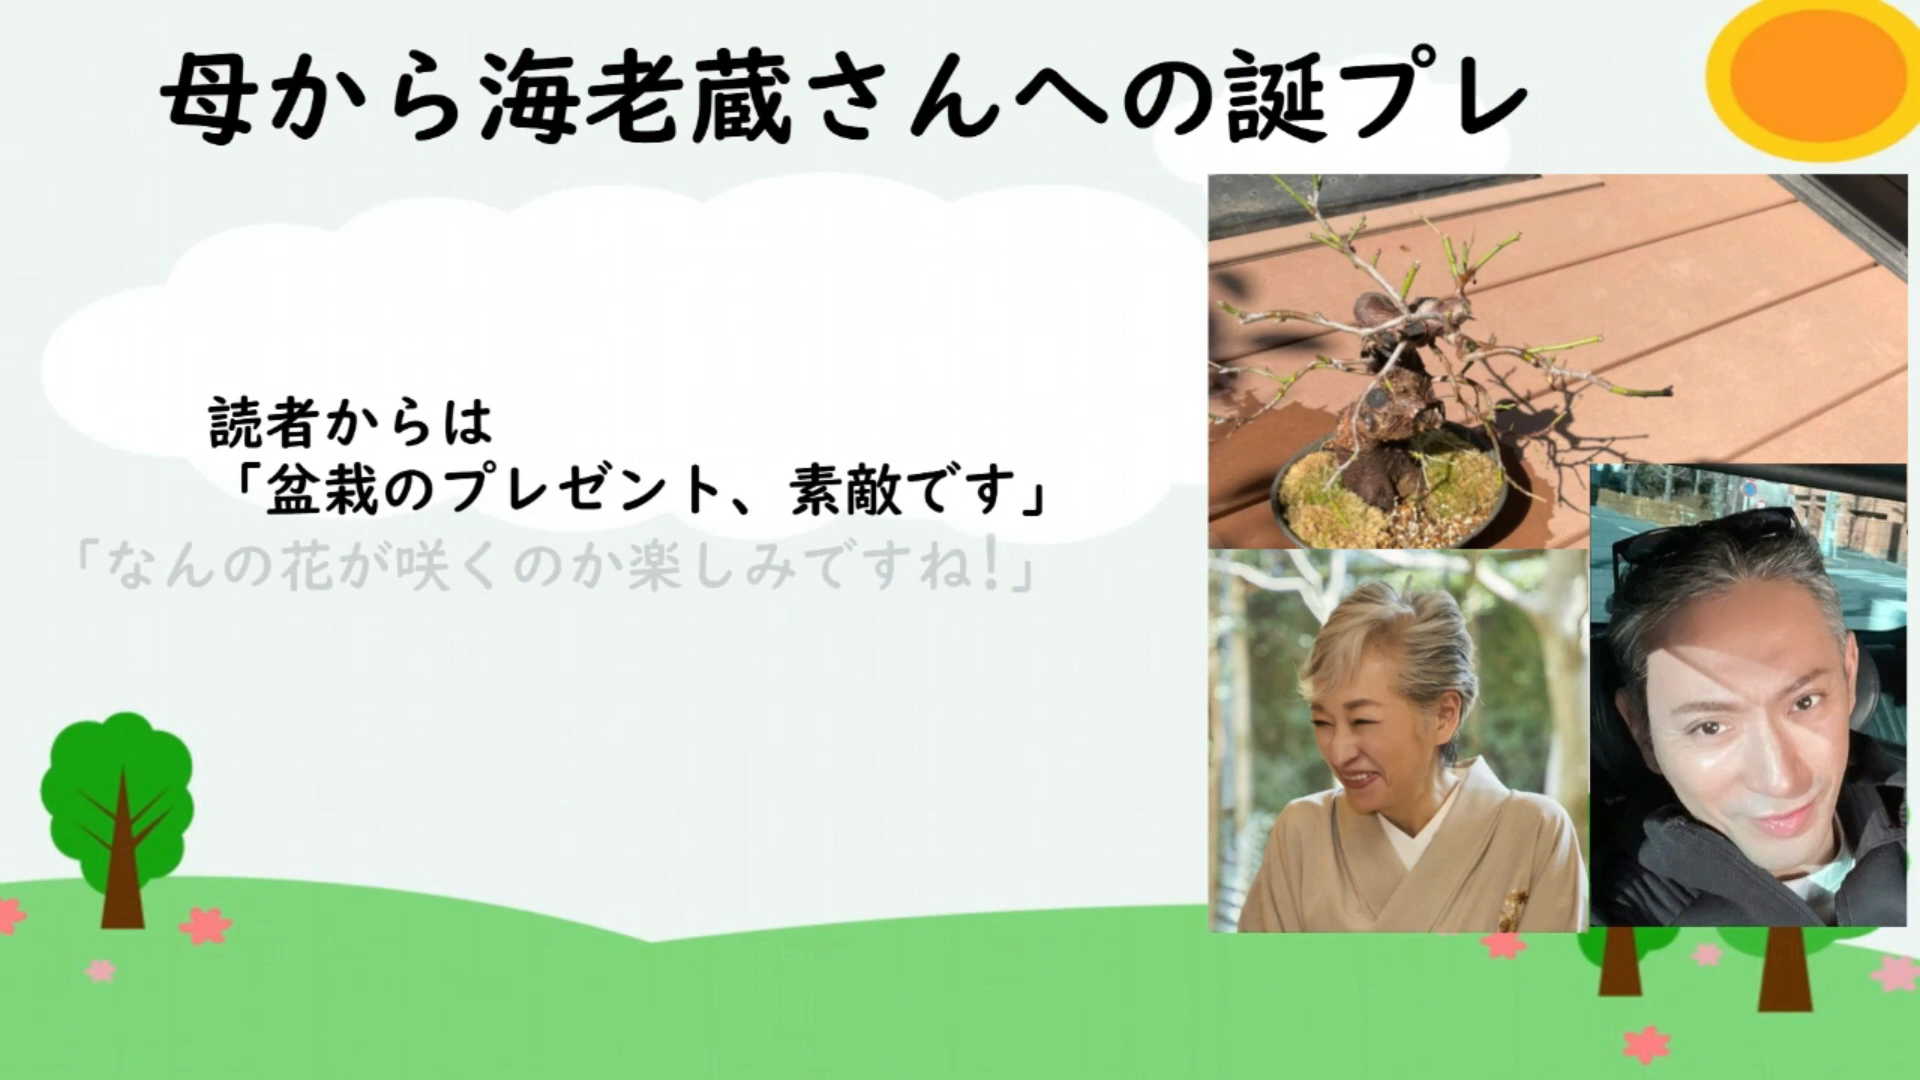 母から海老蔵さんへの誕プレ
読者からは
「盆栽のプレゼント、素敵です」
「なんの花が咲くのか楽しみですね!」